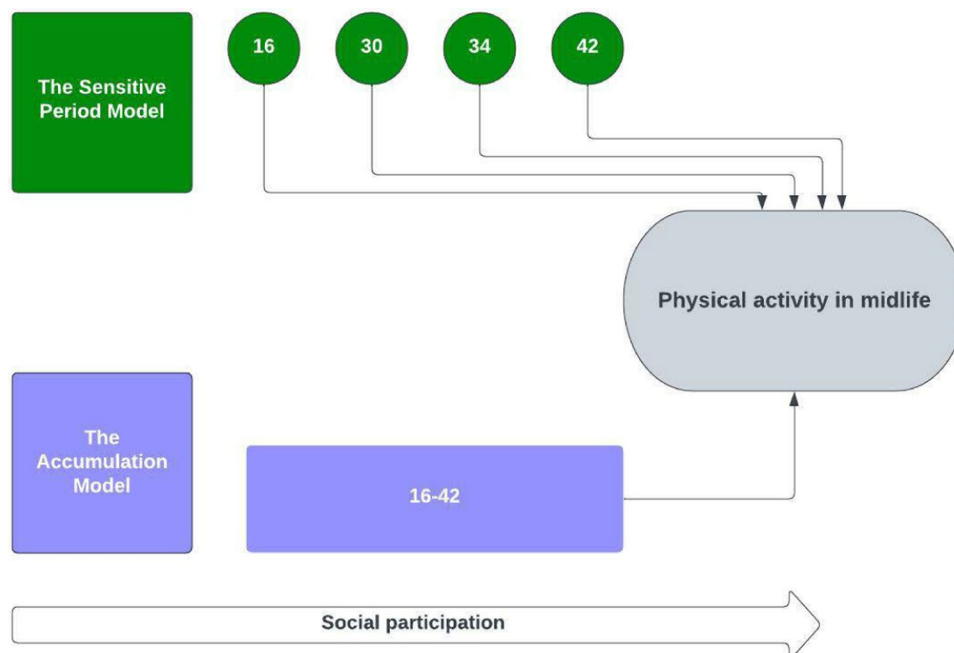 The Sensitive
Period Model
16
30
34
42
Physical activity in midlife
The
Accumulation
Model
16-42
Social participation